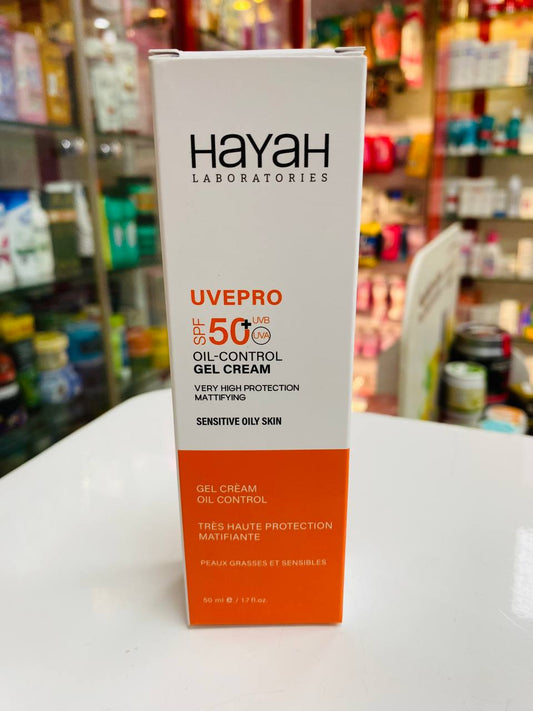 HAYAH
LABORATORIES
UVEPRO
SPF 50+ UVB UVA
OIL-CONTROL
GEL CREAM
VERY HIGH PROTECTION
MATTIFYING
SENSITIVE OILY SKIN
GEL CRÈAM
OIL CONTROL
TRÈS HAUTE PROTECTION
MATIFIANTE
PEAUX GRASSES ET SENSIBLES
50 ml ℮ / 1.7 fl.oz.